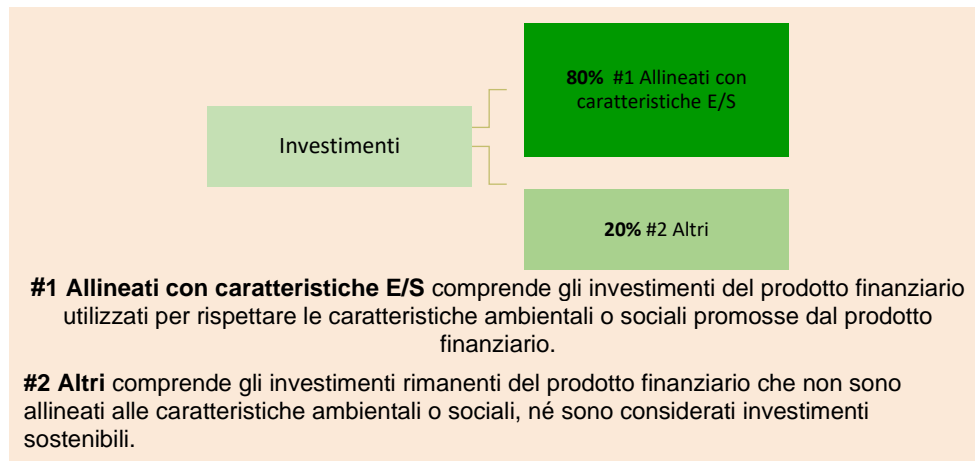 80% #1 Allineati con
caratteristiche E/S
Investimenti
20% #2 Altri
#1 Allineati con caratteristiche E/S comprende gli investimenti del prodotto finanziario
utilizzati per rispettare le caratteristiche ambientali o sociali promosse dal prodotto
finanziario.
#2 Altri comprende gli investimenti rimanenti del prodotto finanziario che non sono
allineati alle caratteristiche ambientali o sociali, né sono considerati investimenti
sostenibili.